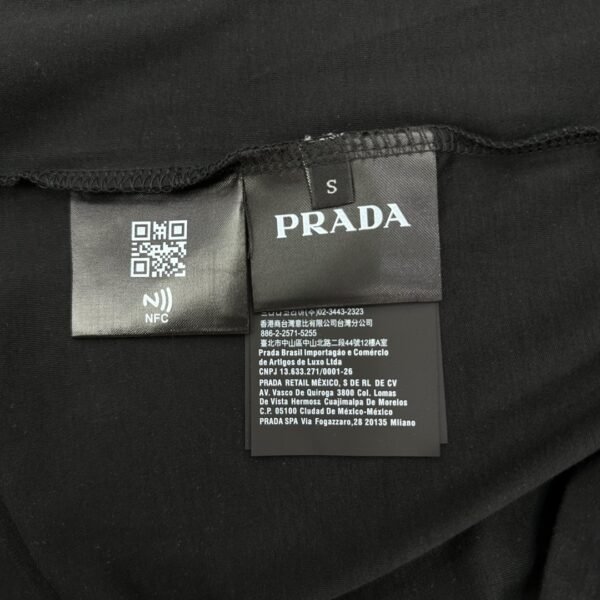 S
PRADA
NFC
(주)02-3443-2323
香港商台灣意比有限公司台灣分公司
886-2-2571-5255
臺北市中山區中山北路二段44號12樓A室
Prada Brasil Importação e Comércio
de Artigos de Luxo Ltda
CNPJ 13.633.271/0001-26
PRADA RETAIL MÉXICO, S DE RL DE CV
AV. Vasco De Quiroga 3800 Col. Lomas
De Vista Hermosz Cuajimalpa De Morelos
C.P. 05100 Cludad De México-México
PRADA SPA Via Fogazzaro,28 20135 Milano